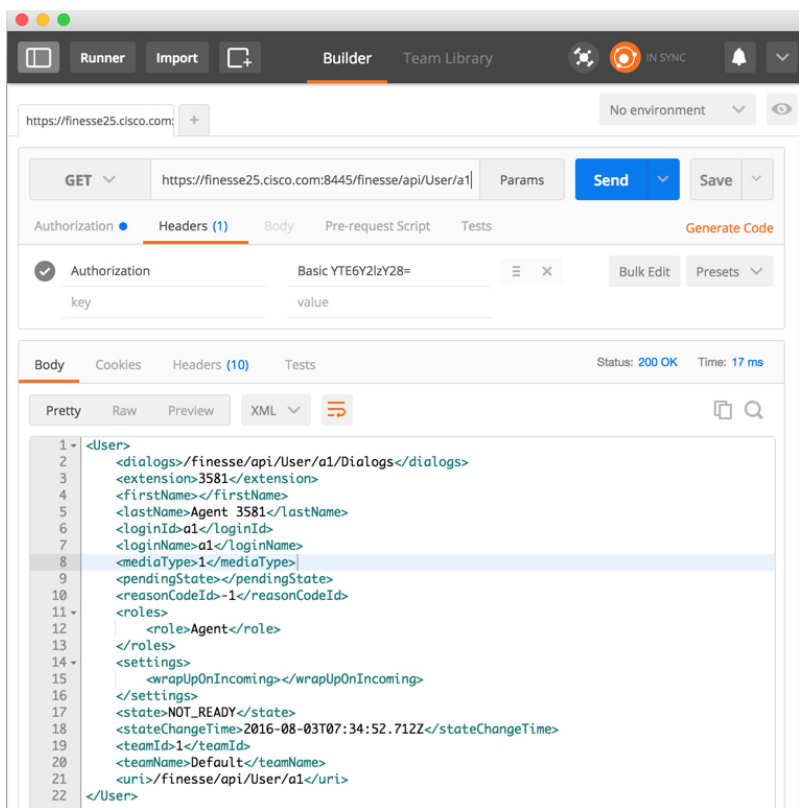 Runner Import Builder Team Library IN SYNC
https://finesse25.cisco.com: + No environment
GET https://finesse25.cisco.com:8445/finesse/api/User/a1 Params Send Save
Authorization Headers (1) Body Pre-request Script Tests Generate Code
Authorization Basic YTE6Y2lzY28= Bulk Edit Presets
key value
Body Cookies Headers (10) Tests Status: 200 OK Time: 17 ms
Pretty Raw Preview XML
1 <User>
2 <dialogs>/finesse/api/User/a1/Dialogs</dialogs>
3 <extension>3581</extension>
4 <firstName></firstName>
5 <lastName>Agent 3581</lastName>
6 <loginId>a1</loginId>
7 <loginName>a1</loginName>
8 <mediaType>1</mediaType>
9 <pendingState></pendingState>
10 <reasonCodeId>-1</reasonCodeId>
11 <roles>
12 <role>Agent</role>
13 </roles>
14 <settings>
15 <wrapUpOnIncoming></wrapUpOnIncoming>
16 </settings>
17 <state>NOT_READY</state>
18 <stateChangeTime>2016-08-03T07:34:52.712Z</stateChangeTime>
19 <teamId>1</teamId>
20 <teamName>Default</teamName>
21 <uri>/finesse/api/User/a1</uri>
22 </User>